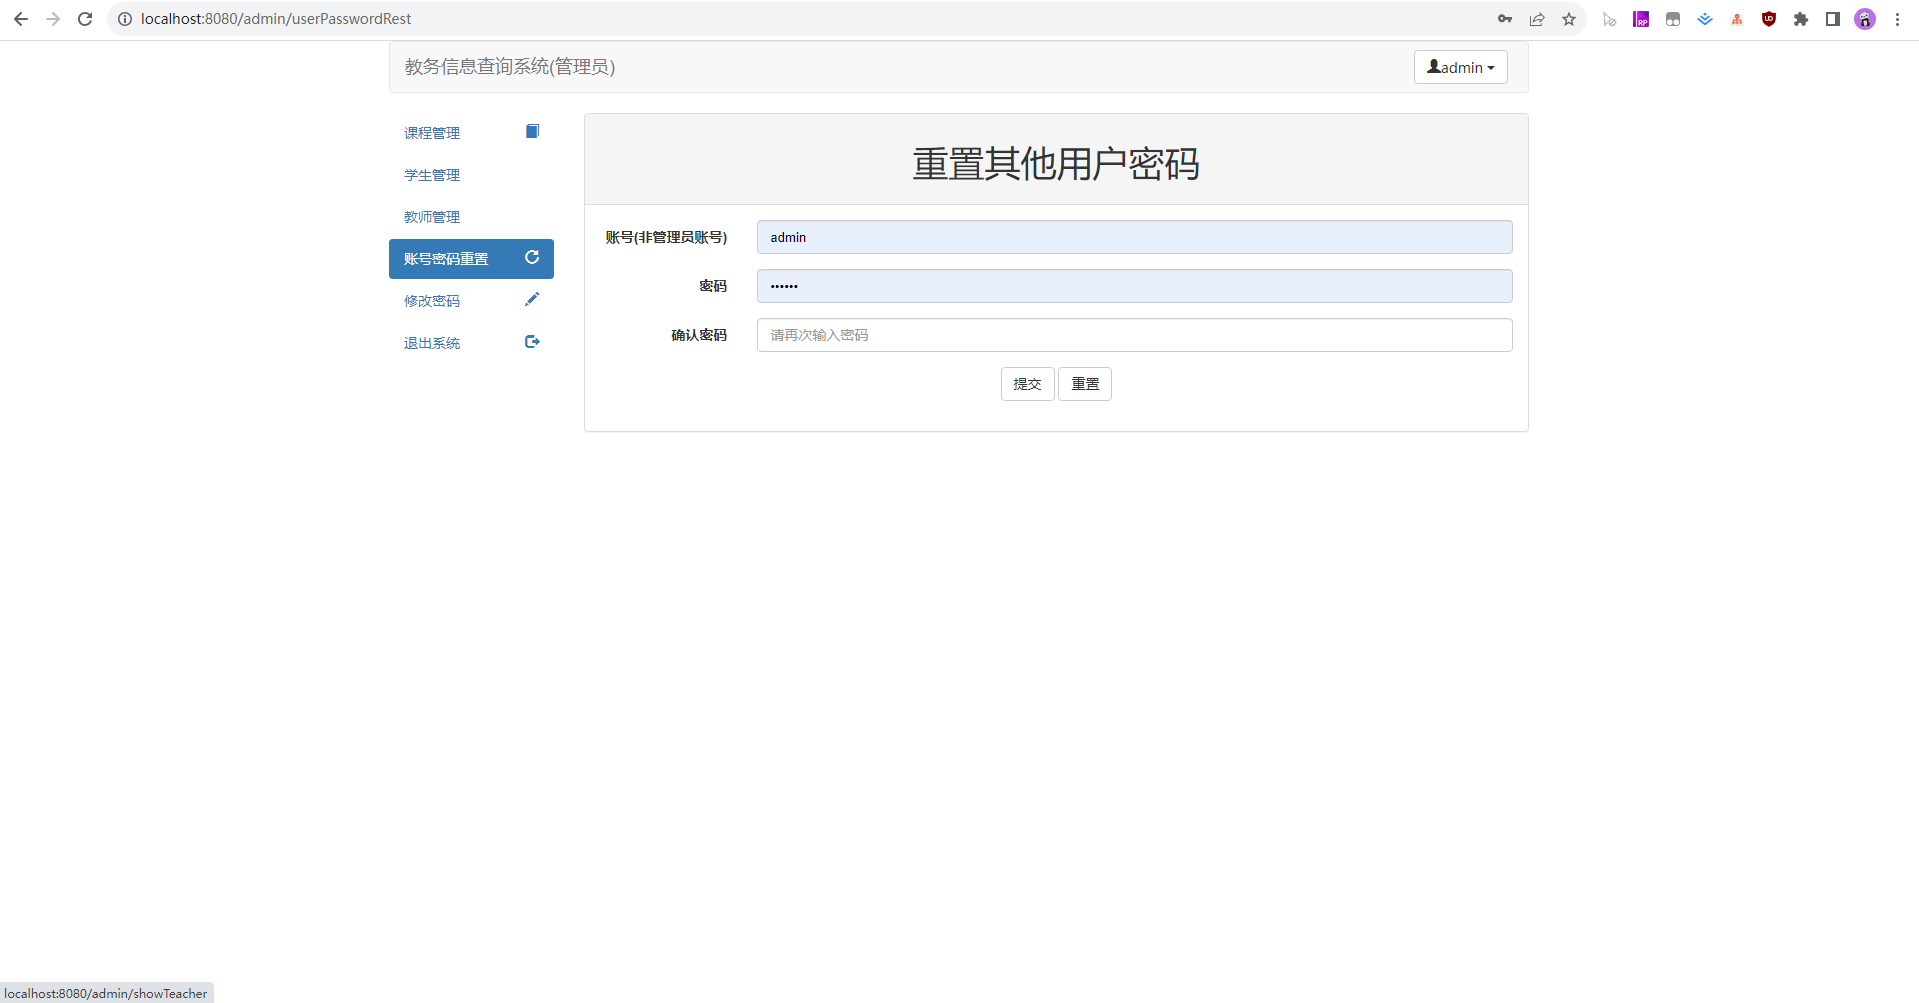 localhost:8080/admin/userPasswordRest
教务信息查询系统(管理员)
admin
课程管理
学生管理
教师管理
账号密码重置
修改密码
退出系统
重置其他用户密码
账号(非管理员账号)
admin
密码
••••••
确认密码
请再次输入密码
提交 重置
localhost:8080/admin/showTeacher